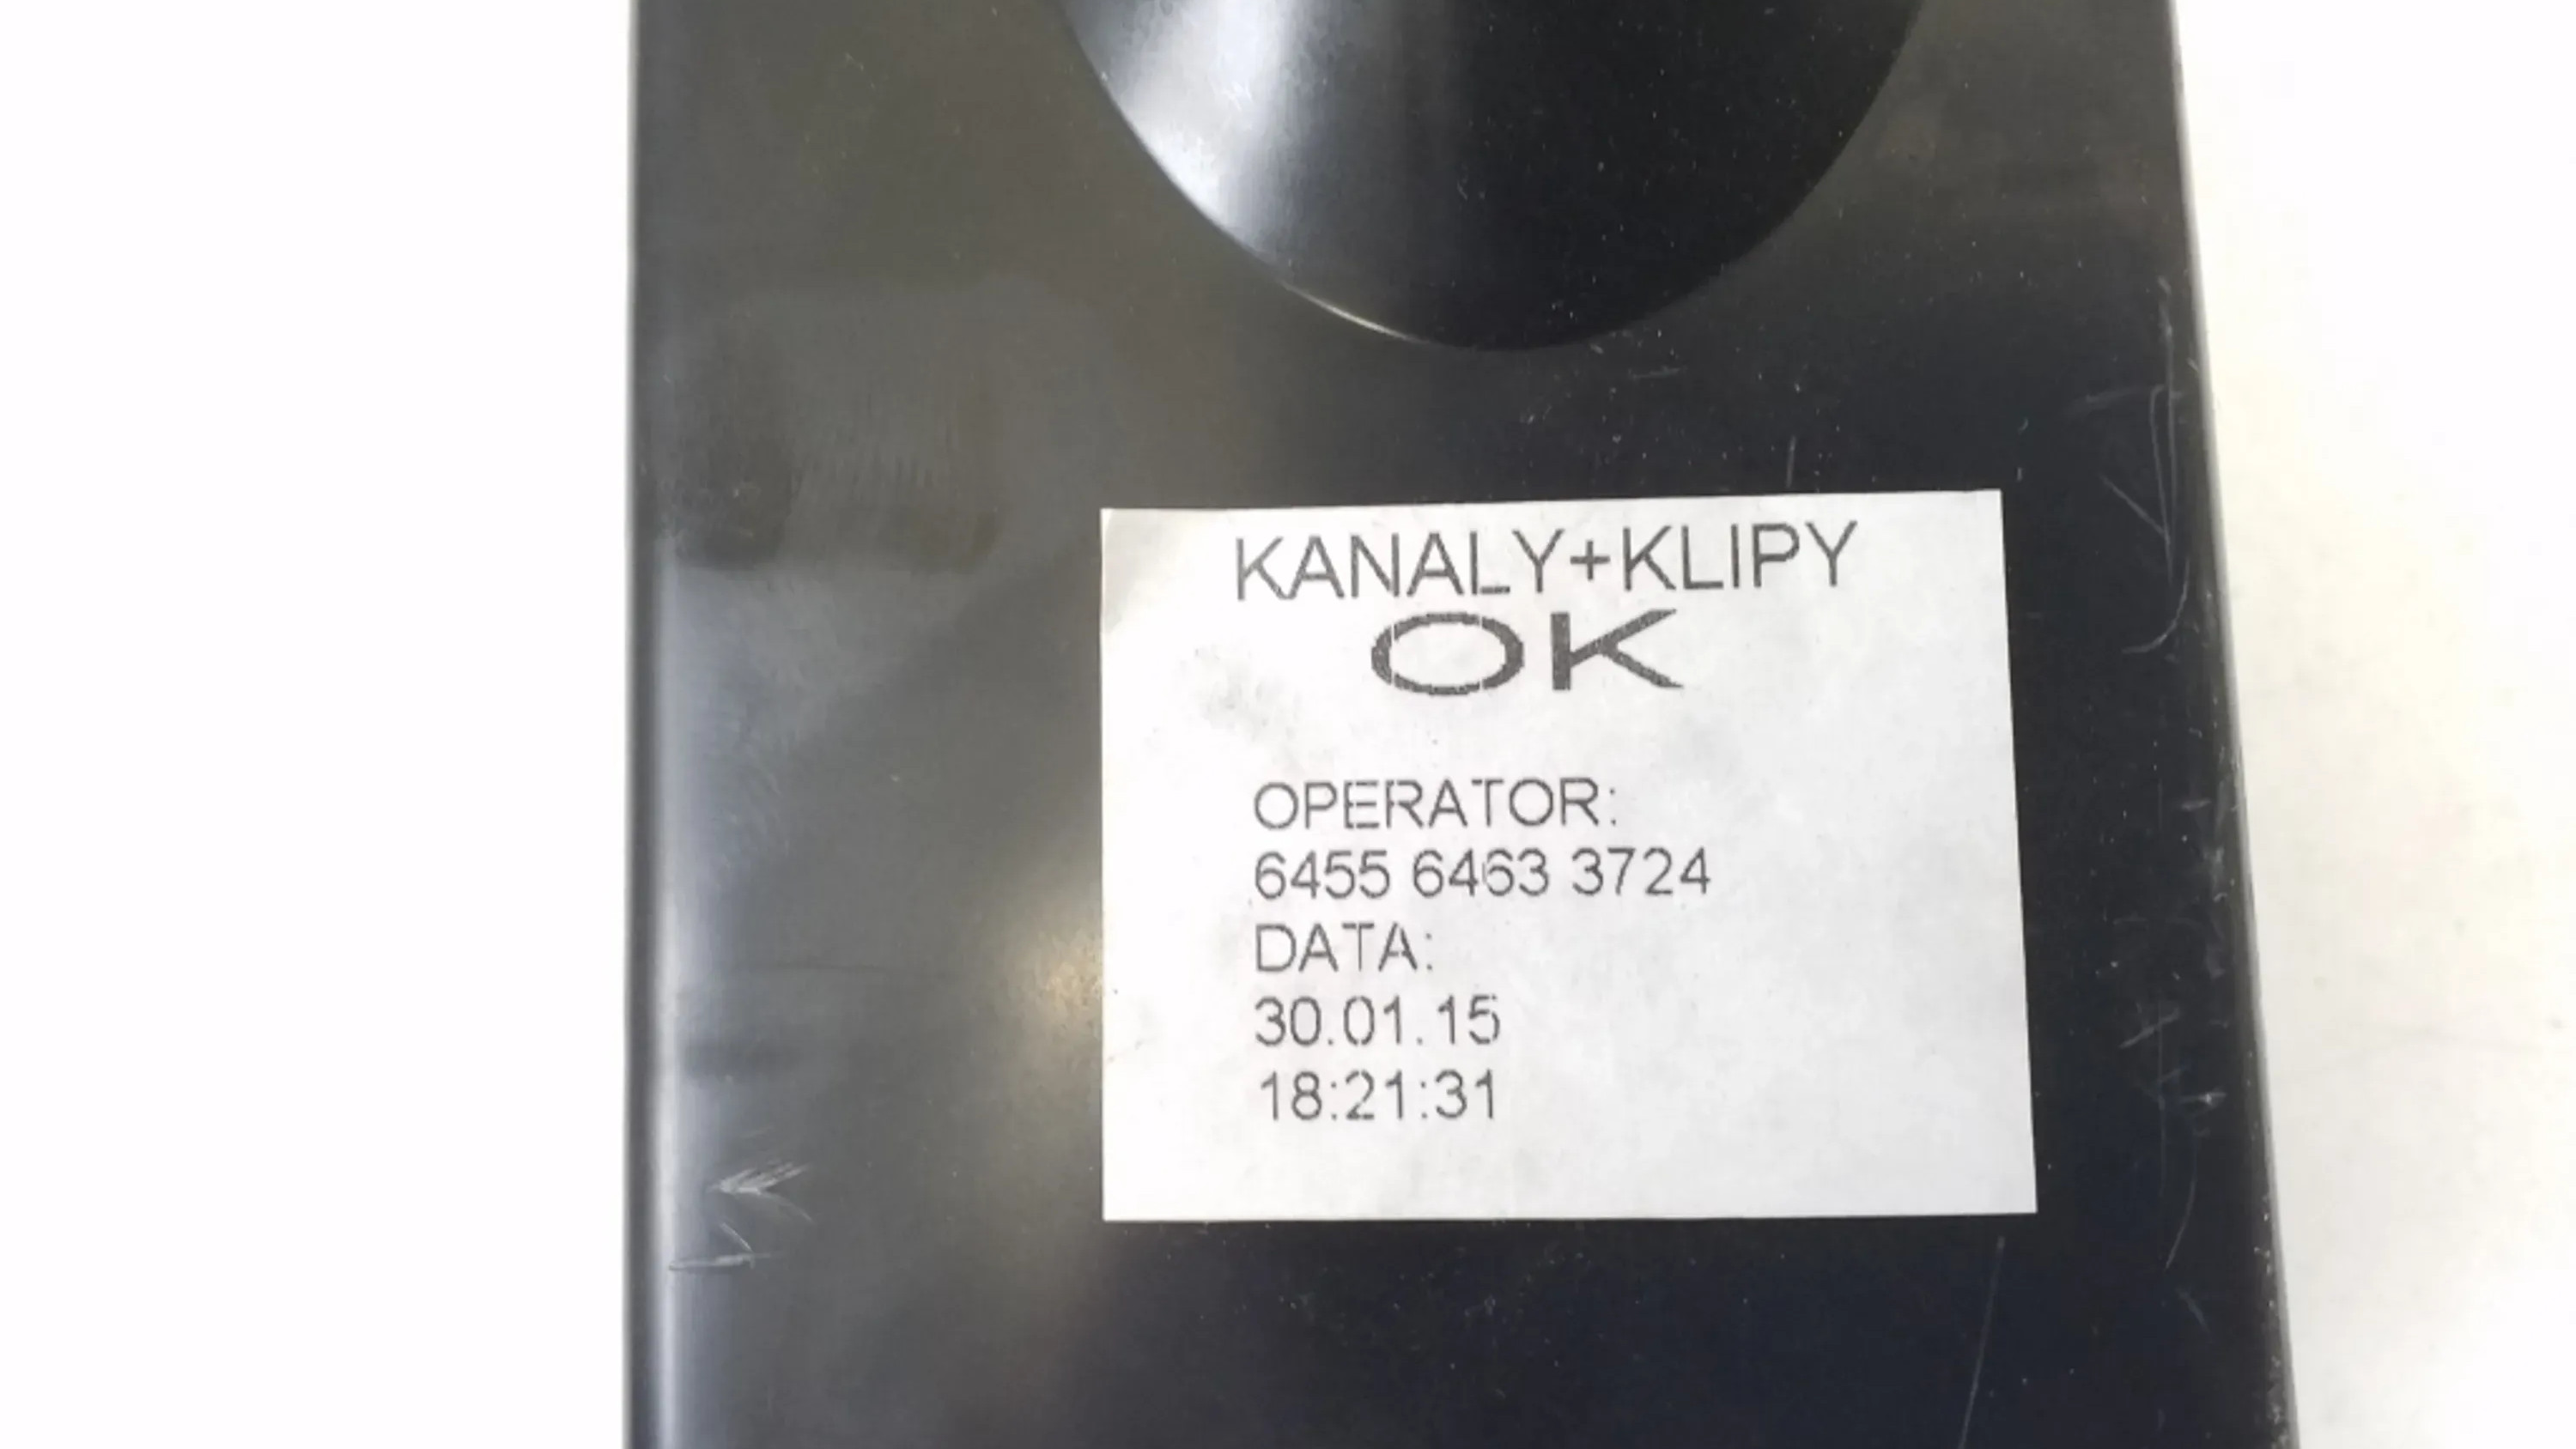 KANALY+KLIPY
OK
OPERATOR:
6455 6463 3724
DATA:
30.01.15
18:21:31